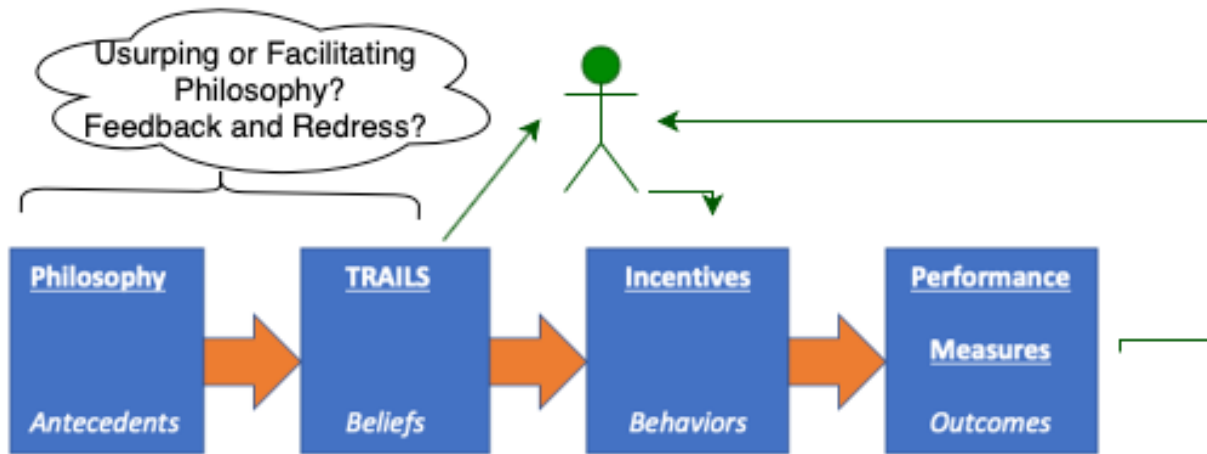 Usurping or Facilitating
Philosophy?
Feedback and Redress?
Philosophy
Antecedents
TRAILS
Beliefs
Incentives
Behaviors
Performance
Measures
Outcomes